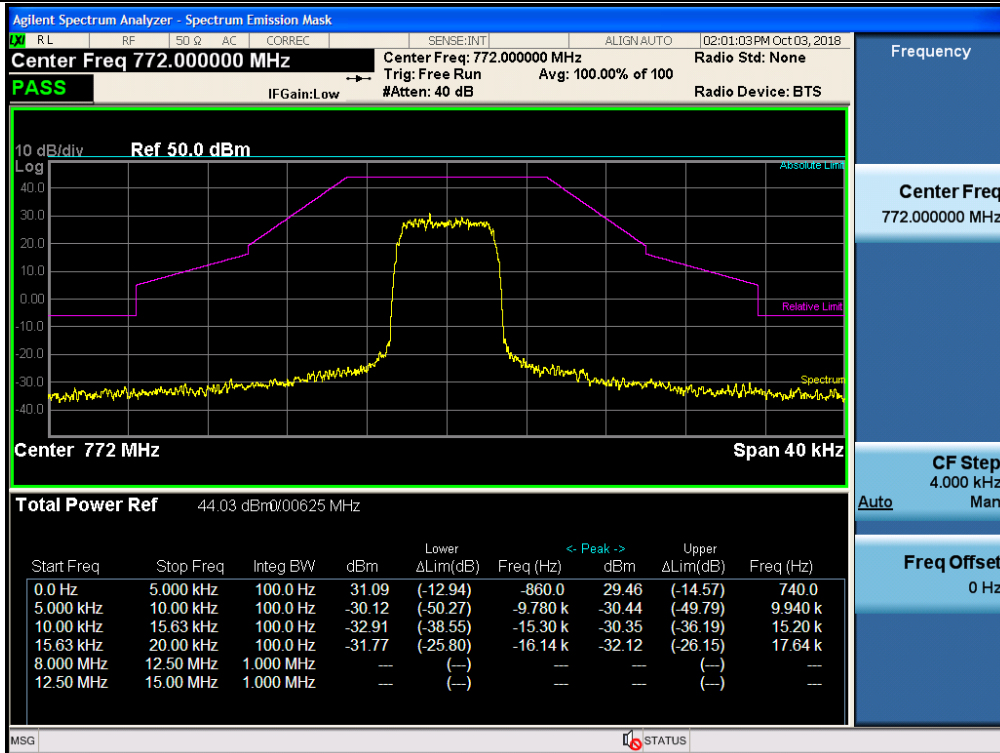 Agilent Spectrum Analyzer - Spectrum Emission Mask
LXI RL RF 50 Ω AC CORREC SENSE:INT ALIGNAUTO 02:01:03PM Oct 03, 2018
Center Freq 772.000000 MHz
PASS
IFGain:Low
Center Freq: 772.000000 MHz
Trig: Free Run Avg: 100.00% of 100
#Atten: 40 dB
Radio Std: None
Radio Device: BTS
10 dB/div Ref 50.0 dBm
Log
Absolute Limit
40.0
30.0
20.0
10.0
0.00
Relative Limit
-10.0
-20.0
-30.0
Spectrum
-40.0
Center 772 MHz Span 40 kHz
Total Power Ref 44.03 dBm0/00625 MHz
Lower <- Peak -> Upper
Start Freq Stop Freq Integ BW dBm ΔLim(dB) Freq (Hz) dBm ΔLim(dB) Freq (Hz)
0.0 Hz 5.000 kHz 100.0 Hz 31.09 (-12.94) -860.0 29.46 (-14.57) 740.0
5.000 kHz 10.00 kHz 100.0 Hz -30.12 (-50.27) -9.780 k -30.44 (-49.79) 9.940 k
10.00 kHz 15.63 kHz 100.0 Hz -32.91 (-38.55) -15.30 k -30.35 (-36.19) 15.20 k
15.63 kHz 20.00 kHz 100.0 Hz -31.77 (-25.80) -16.14 k -32.12 (-26.15) 17.64 k
8.000 MHz 12.50 MHz 1.000 MHz --- (---) --- --- (---) ---
12.50 MHz 15.00 MHz 1.000 MHz --- (---) --- --- (---) ---
MSG STATUS
Frequency
Center Freq
772.000000 MHz
CF Step
4.000 kHz
Auto Man
Freq Offset
0 Hz